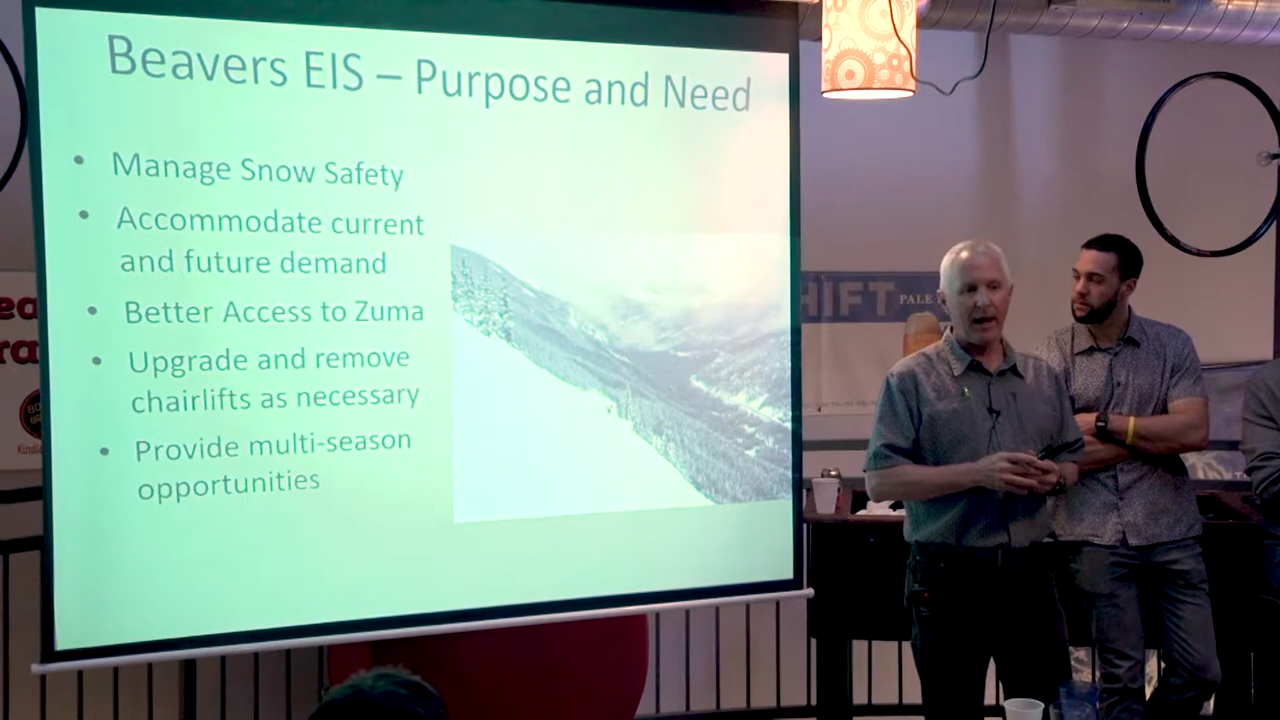 Beavers EIS – Purpose and Need
• Manage Snow Safety
• Accommodate current
and future demand
• Better Access to Zuma
• Upgrade and remove
chairlifts as necessary
• Provide multi-season
opportunities
HIFT PALE